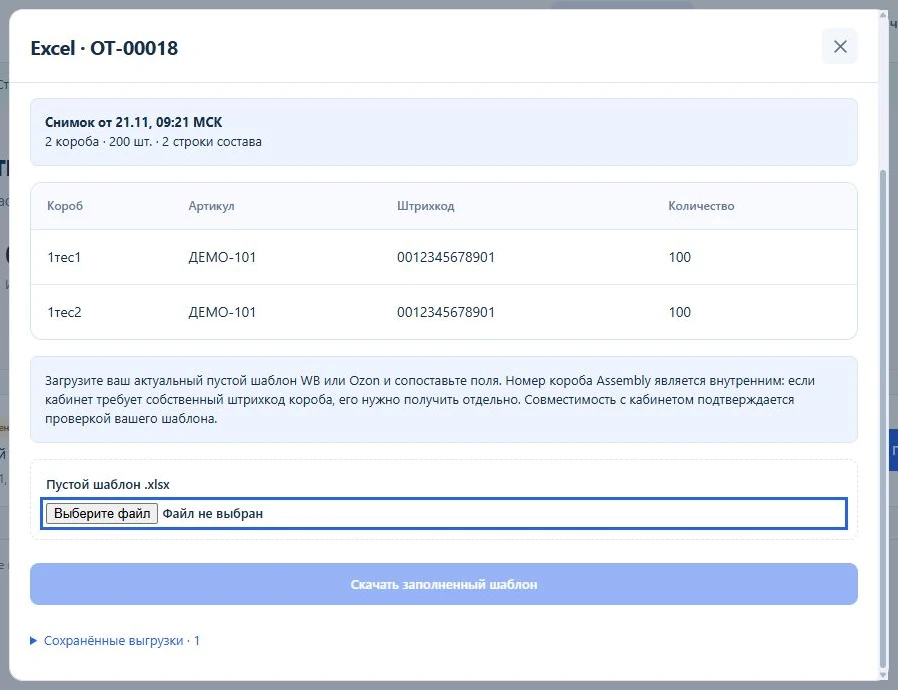 Excel · ОТ-00018
Снимок от 21.11, 09:21 МСК
2 короба · 200 шт. · 2 строки состава
Короб Артикул Штрихкод Количество
1тес1 ДЕМО-101 0012345678901 100
1тес2 ДЕМО-101 0012345678901 100
Загрузите ваш актуальный пустой шаблон WB или Ozon и сопоставьте поля. Номер короба Assembly является внутренним: если
кабинет требует собственный штрихкод короба, его нужно получить отдельно. Совместимость с кабинетом подтверждается
проверкой вашего шаблона.
Пустой шаблон .xlsx
Выберите файл Файл не выбран
Скачать заполненный шаблон
Сохранённые выгрузки · 1